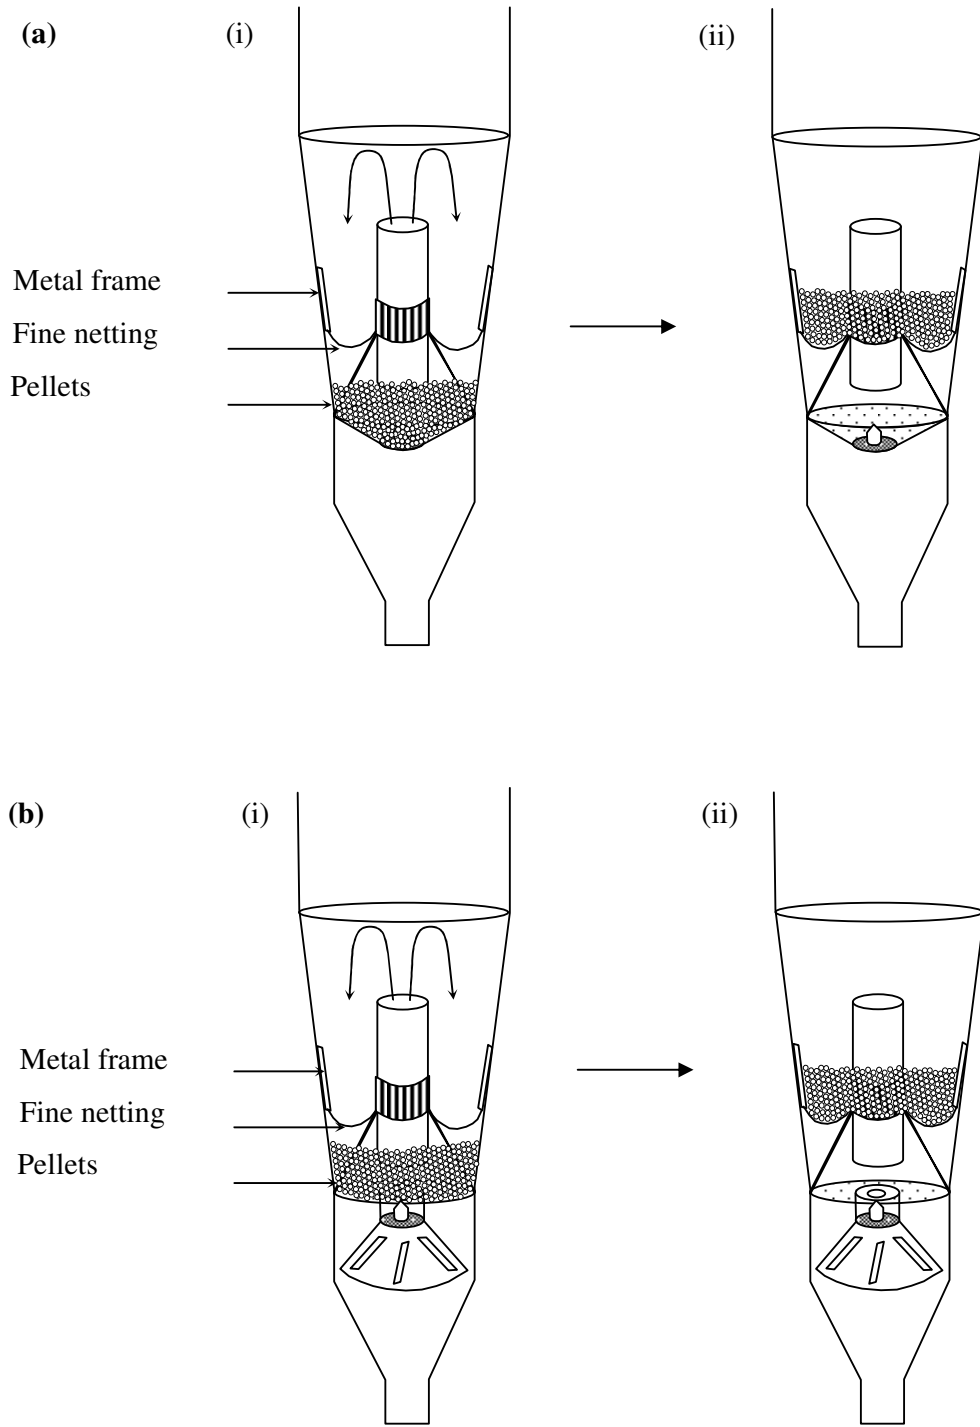 (a) (i) (ii)
Metal frame
Fine netting
Pellets
(b) (i) (ii)
Metal frame
Fine netting
Pellets